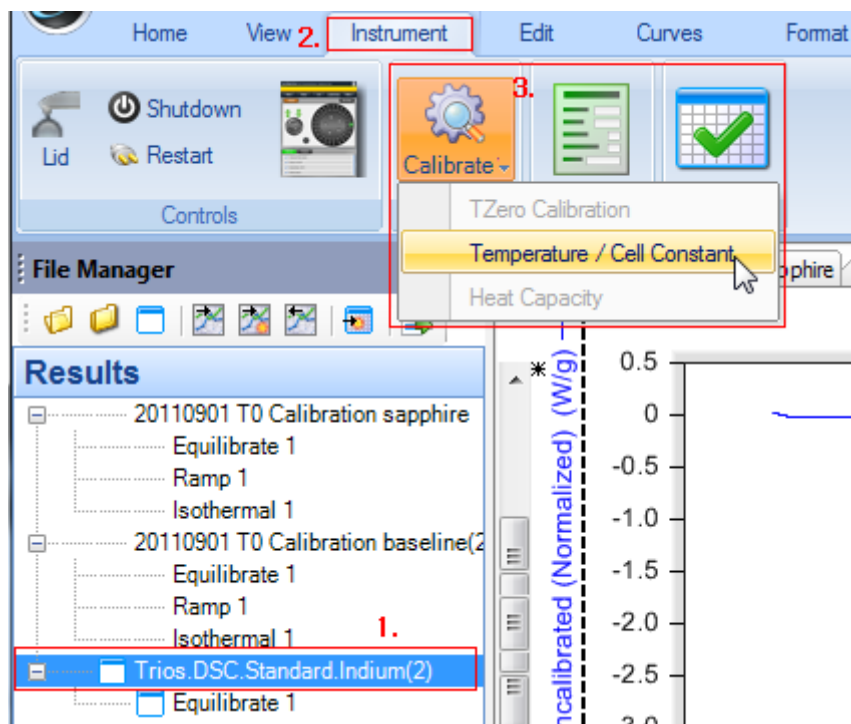 Home View 2. Instrument Edit Curves Format
Lid
Shutdown
Restart
Controls
3.
Calibrate
TZero Calibration
Temperature / Cell Constant
Heat Capacity
File Manager
phire
Results
20110901 T0 Calibration sapphire
Equilibrate 1
Ramp 1
Isothermal 1
20110901 T0 Calibration baseline(2
Equilibrate 1
Ramp 1
Isothermal 1
1.
Trios.DSC.Standard.Indium(2)
Equilibrate 1
ncalibrated (Normalized) (W/g)
0.5
0
-0.5
-1.0
-1.5
-2.0
-2.5